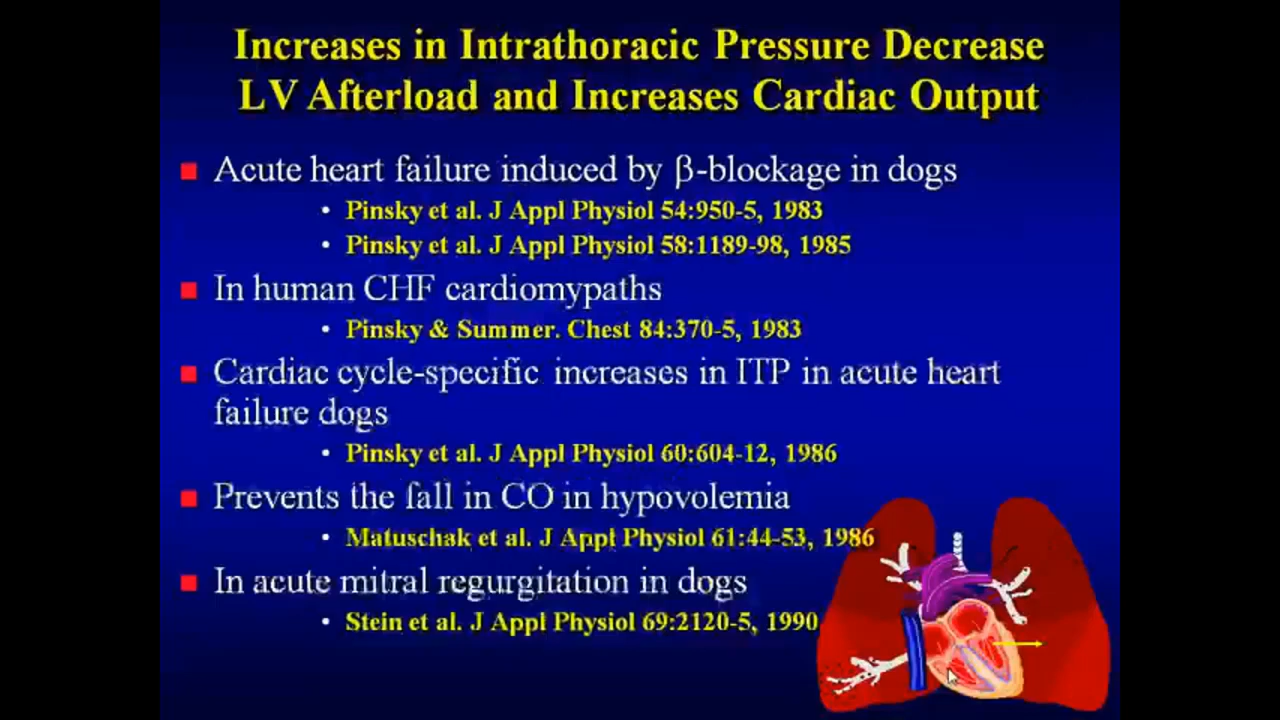 Increases in Intrathoracic Pressure Decrease
LV Afterload and Increases Cardiac Output
Acute heart failure induced by β-blockage in dogs
• Pinsky et al. J Appl Physiol 54:950-5, 1983
• Pinsky et al. J Appl Physiol 58:1189-98, 1985
In human CHF cardiomypaths
• Pinsky & Summer. Chest 84:370-5, 1983
Cardiac cycle-specific increases in ITP in acute heart
failure dogs
• Pinsky et al. J Appl Physiol 60:604-12, 1986
Prevents the fall in CO in hypovolemia
• Matuschak et al. J Appl Physiol 61:44-53, 1986
In acute mitral regurgitation in dogs
• Stein et al. J Appl Physiol 69:2120-5, 1990